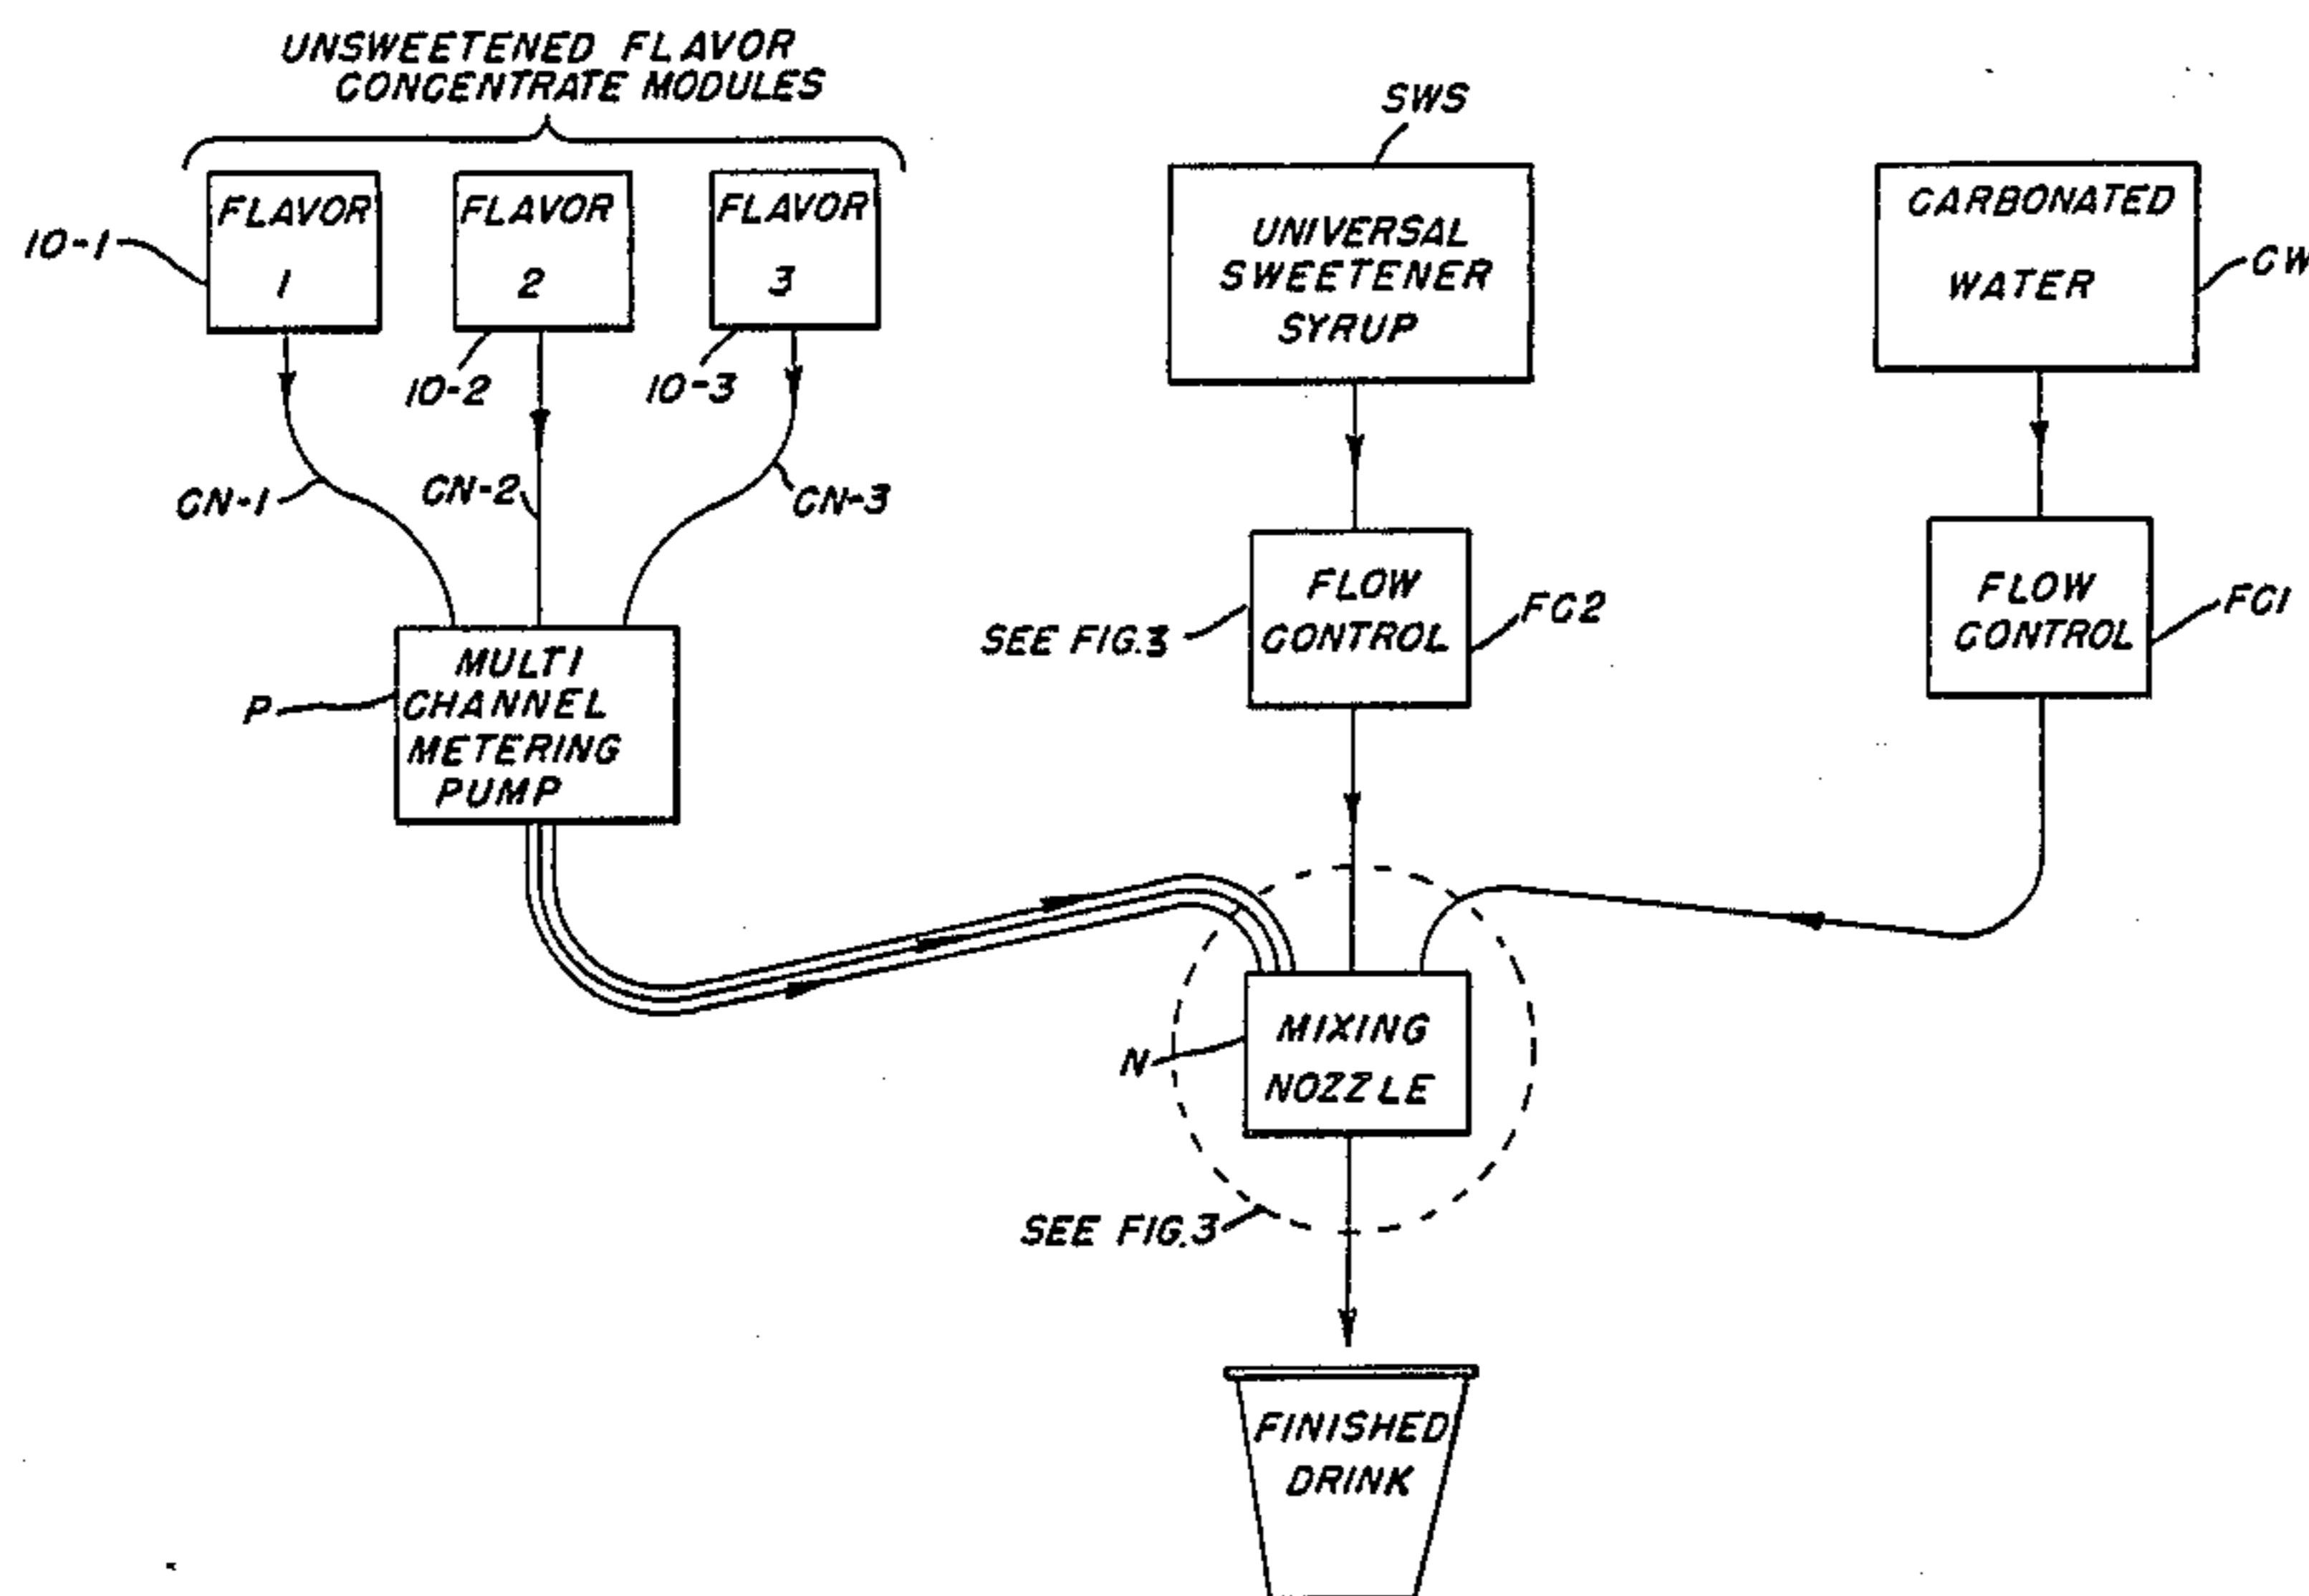 UNSWEETENED FLAVOR
CONCENTRATE MODULES
FLAVOR
1
FLAVOR
2
FLAVOR
3
10-1
10-2
10-3
CN-1
CN-2
CN-3
MULTI
CHANNEL
METERING
PUMP
P
SWS
UNIVERSAL
SWEETENER
SYRUP
FLOW
CONTROL
SEE FIG.3
FC2
CARBONATED
WATER
CW
FLOW
CONTROL
FC1
MIXING
NOZZLE
N
SEE FIG.3
FINISHED
DRINK